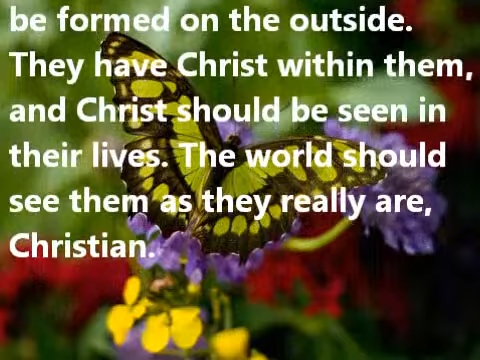 be formed on the outside.
They have Christ within them,
and Christ should be seen in
their lives. The world should
see them as they really are,
Christian.